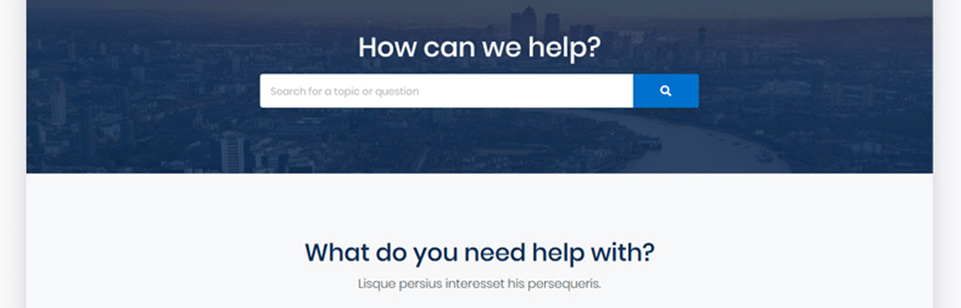 How can we help?
Search for a topic or question
What do you need help with?
Lisque persius interesset his persequeris.